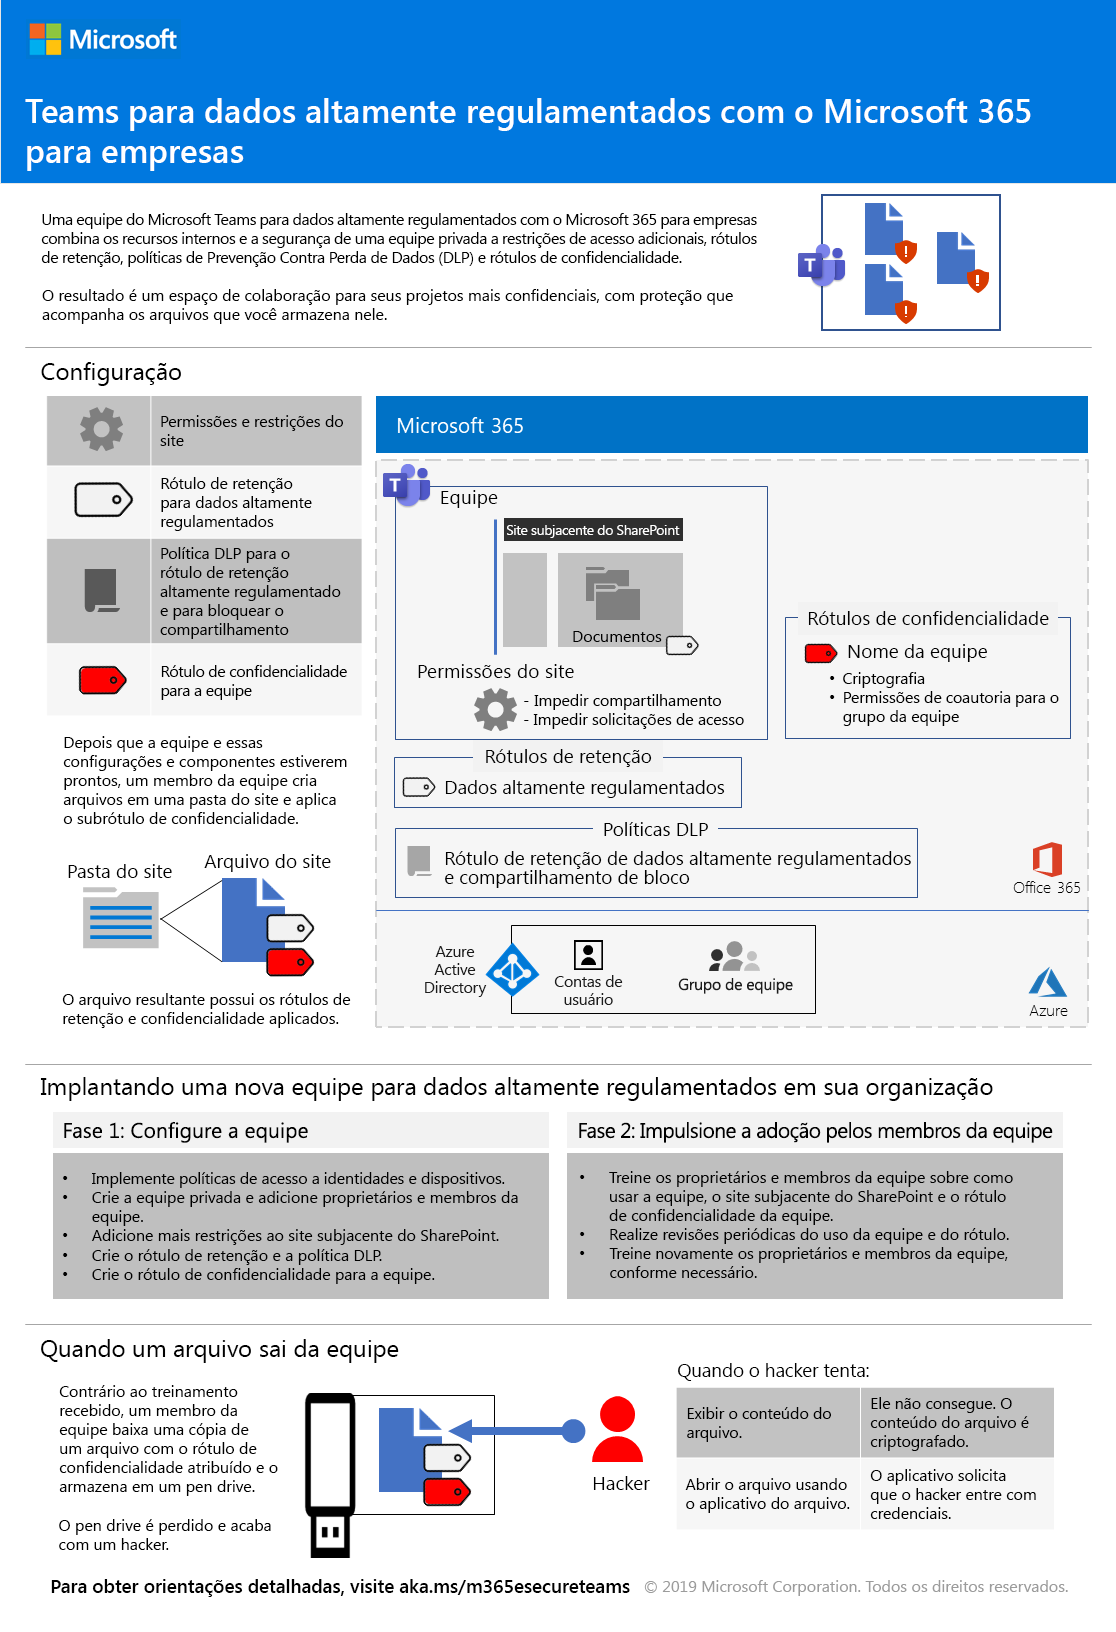 Microsoft
Teams para dados altamente regulamentados com o Microsoft 365
para empresas
Uma equipe do Microsoft Teams para dados altamente regulamentados com o Microsoft 365 para empresas
combina os recursos internos e a segurança de uma equipe privada a restrições de acesso adicionais, rótulos
de retenção, políticas de Prevenção Contra Perda de Dados (DLP) e rótulos de confidencialidade.
O resultado é um espaço de colaboração para seus projetos mais confidenciais, com proteção que
acompanha os arquivos que você armazena nele.
T
Configuração
Permissões e restrições do
site
Rótulo de retenção
para dados altamente
regulamentados
Política DLP para o
rótulo de retenção
altamente regulamentado
e para bloquear o
compartilhamento
Rótulo de confidencialidade
para a equipe
Depois que a equipe e essas
configurações e componentes estiverem
prontos, um membro da equipe cria
arquivos em uma pasta do site e aplica
o subrótulo de confidencialidade.
Pasta do site
Arquivo do site
O arquivo resultante possui os rótulos de
retenção e confidencialidade aplicados.
Microsoft 365
T
Equipe
Site subjacente do SharePoint
Documentos
Permissões do site
- Impedir compartilhamento
- Impedir solicitações de acesso
Rótulos de confidencialidade
Nome da equipe
• Criptografia
• Permissões de coautoria para o
grupo da equipe
Rótulos de retenção
Dados altamente regulamentados
Políticas DLP
Rótulo de retenção de dados altamente regulamentados
e compartilhamento de bloco
Office 365
Azure
Active
Directory
Contas de
usuário
Grupo de equipe
Azure
Implantando uma nova equipe para dados altamente regulamentados em sua organização
Fase 1: Configure a equipe
• Implemente políticas de acesso a identidades e dispositivos.
• Crie a equipe privada e adicione proprietários e membros da
equipe.
• Adicione mais restrições ao site subjacente do SharePoint.
• Crie o rótulo de retenção e a política DLP.
• Crie o rótulo de confidencialidade para a equipe.
Fase 2: Impulsione a adoção pelos membros da equipe
• Treine os proprietários e membros da equipe sobre como
usar a equipe, o site subjacente do SharePoint e o rótulo
de confidencialidade da equipe.
• Realize revisões periódicas do uso da equipe e do rótulo.
• Treine novamente os proprietários e membros da equipe,
conforme necessário.
Quando um arquivo sai da equipe
Contrário ao treinamento
recebido, um membro da
equipe baixa uma cópia de
um arquivo com o rótulo de
confidencialidade atribuído e o
armazena em um pen drive.
O pen drive é perdido e acaba
com um hacker.
Hacker
Quando o hacker tenta:
Exibir o conteúdo do
arquivo.
Ele não consegue. O
conteúdo do arquivo é
criptografado.
Abrir o arquivo usando
o aplicativo do arquivo.
O aplicativo solicita
que o hacker entre com
credenciais.
Para obter orientações detalhadas, visite aka.ms/m365esecureteams
© 2019 Microsoft Corporation. Todos os direitos reservados.